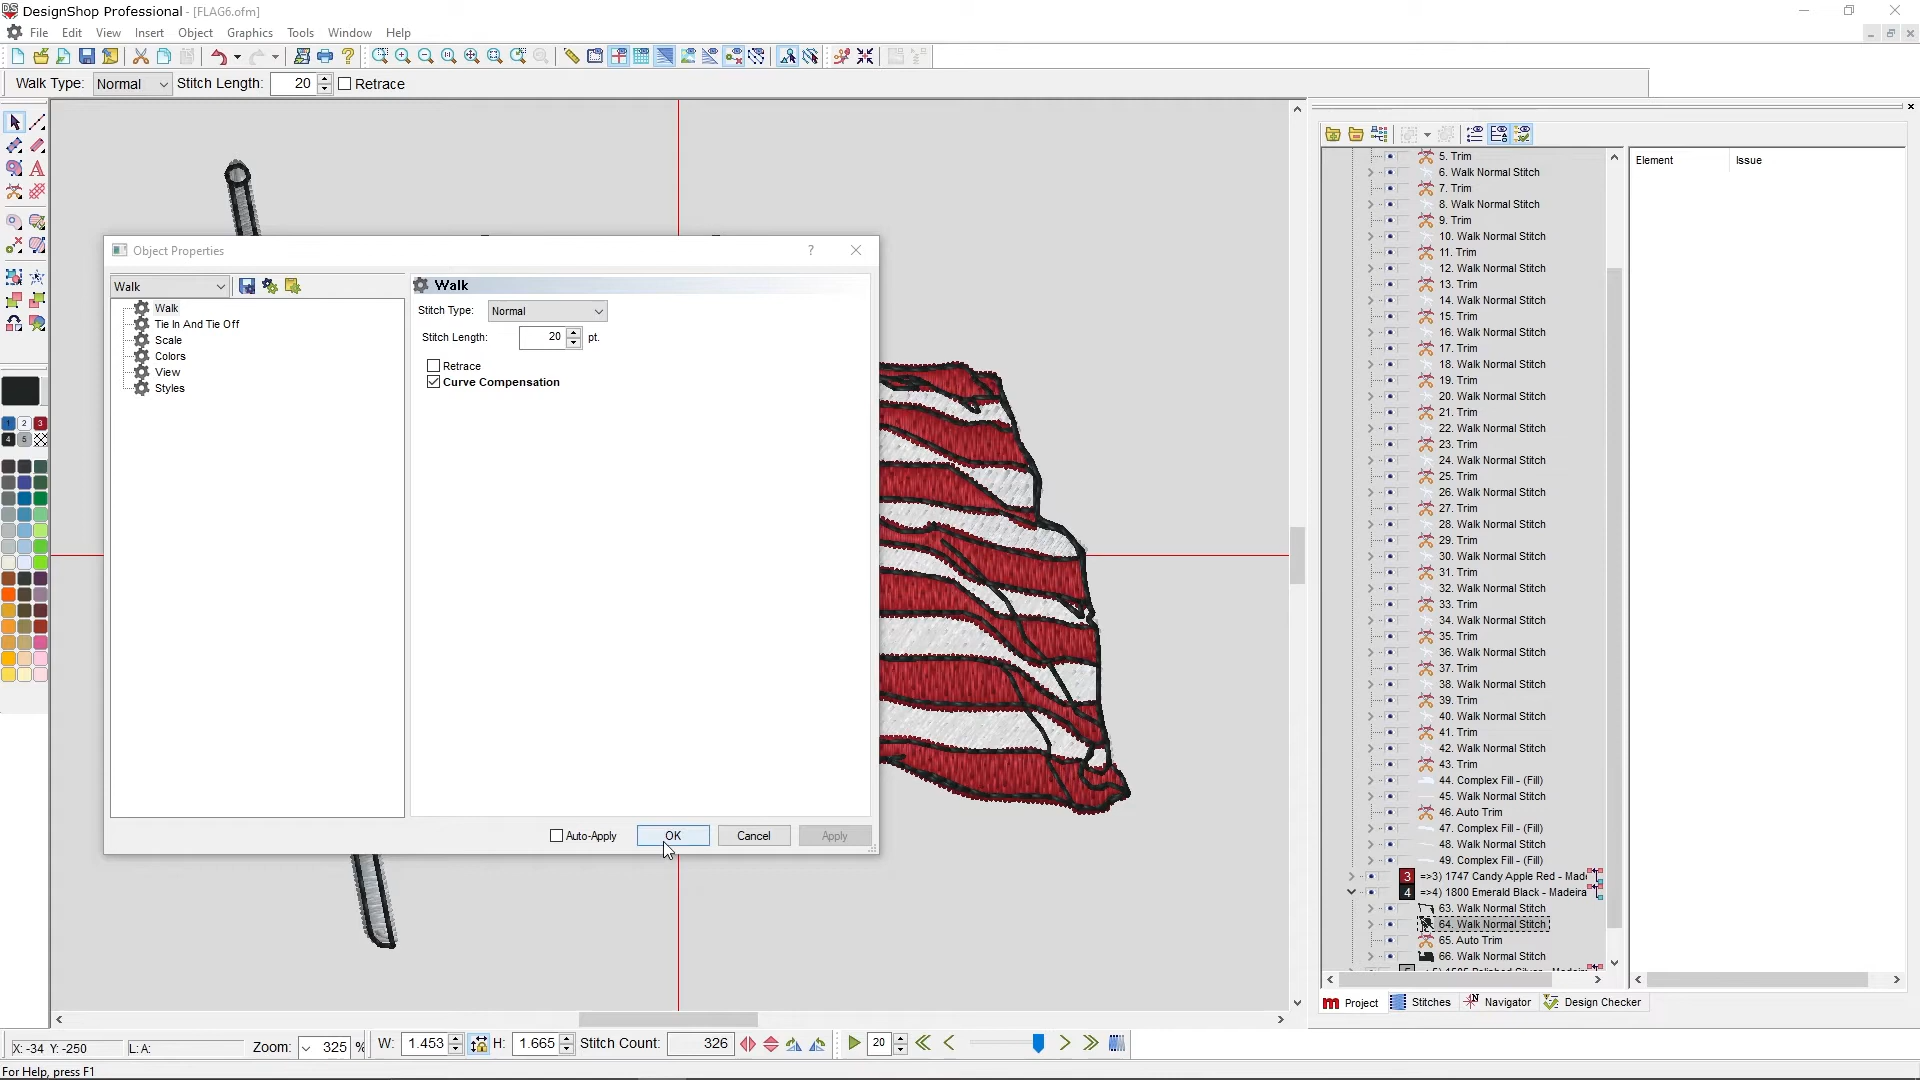 DesignShop Professional - [FLAG6.ofm]
File Edit View Insert Object Graphics Tools Window Help
Walk Type: Normal Stitch Length: 20 Retrace
Object Properties
Walk
Walk
Tie In And Tie Off
Scale
Colors
View
Styles
Walk
Stitch Type: Normal
Stitch Length: 20 pt.
Retrace
Curve Compensation
Auto-Apply OK Cancel Apply
1 2 3
4 5
5. Trim
6. Walk Normal Stitch
7. Trim
8. Walk Normal Stitch
9. Trim
10. Walk Normal Stitch
11. Trim
12. Walk Normal Stitch
13. Trim
14. Walk Normal Stitch
15. Trim
16. Walk Normal Stitch
17. Trim
18. Walk Normal Stitch
19. Trim
20. Walk Normal Stitch
21. Trim
22. Walk Normal Stitch
23. Trim
24. Walk Normal Stitch
25. Trim
26. Walk Normal Stitch
27. Trim
28. Walk Normal Stitch
29. Trim
30. Walk Normal Stitch
31. Trim
32. Walk Normal Stitch
33. Trim
34. Walk Normal Stitch
35. Trim
36. Walk Normal Stitch
37. Trim
38. Walk Normal Stitch
39. Trim
40. Walk Normal Stitch
41. Trim
42. Walk Normal Stitch
43. Trim
44. Complex Fill - (Fill)
45. Walk Normal Stitch
46. Auto Trim
47. Complex Fill - (Fill)
48. Walk Normal Stitch
49. Complex Fill - (Fill)
3 =>3) 1747 Candy Apple Red - Made
4 =>4) 1800 Emerald Black - Madeira
63. Walk Normal Stitch
64. Walk Normal Stitch
65. Auto Trim
66. Walk Normal Stitch
Element Issue
Project Stitches Navigator Design Checker
X: -34 Y: -250 L: A: Zoom: 325 % W: 1.453 H: 1.665 Stitch Count: 326 20
For Help, press F1